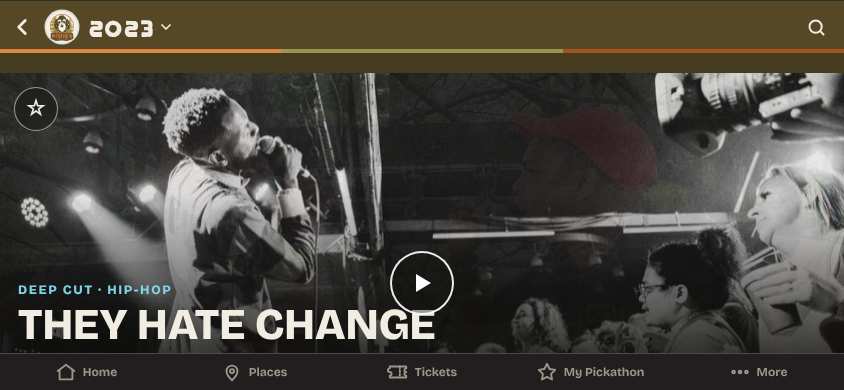 2023
DEEP CUT · HIP-HOP
THEY HATE CHANGE
Home
Places
Tickets
My Pickathon
More